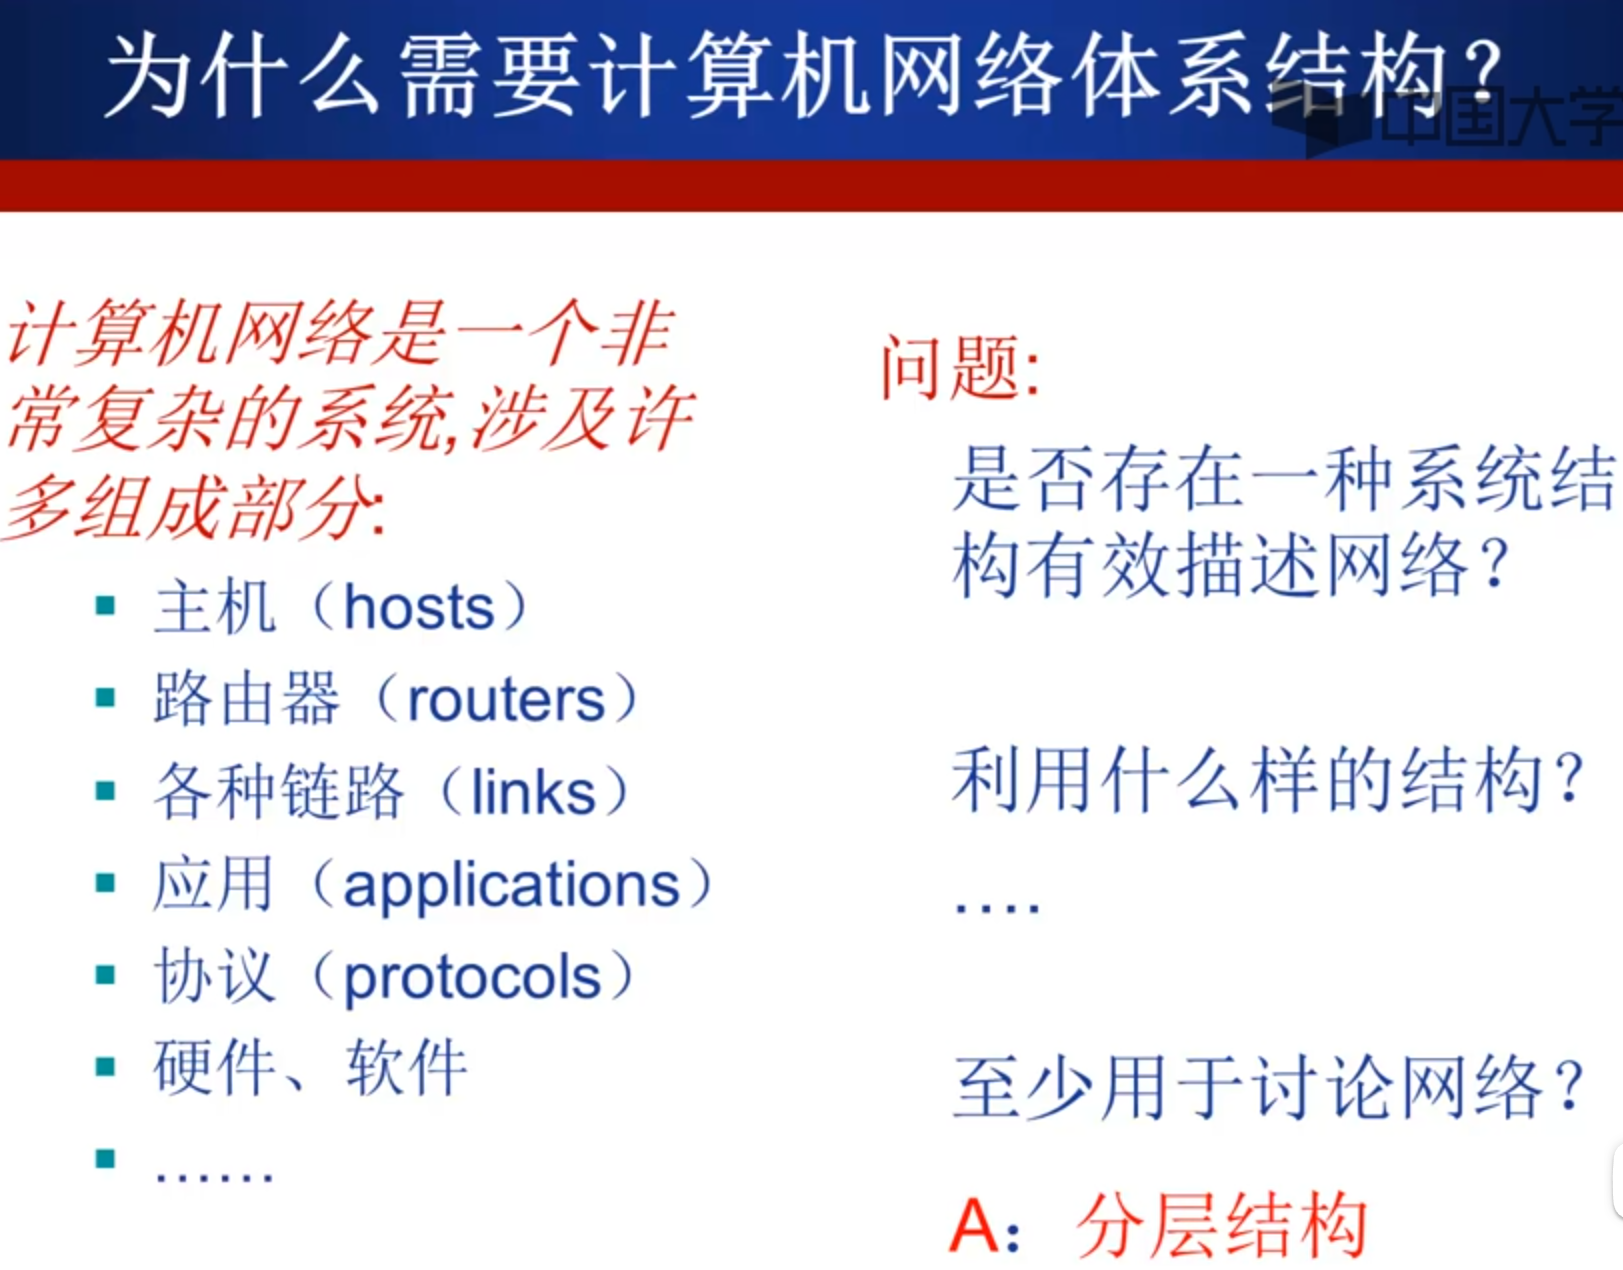 为什么需要计算机网络体系结构?
中国大学
计算机网络是一个非
常复杂的系统,涉及许
多组成部分:
▪ 主机（hosts）
▪ 路由器（routers）
▪ 各种链路（links）
▪ 应用（applications）
▪ 协议（protocols）
▪ 硬件、软件
▪ ……
问题:
是否存在一种系统结
构有效描述网络?
利用什么样的结构?
....
至少用于讨论网络?
A：分层结构